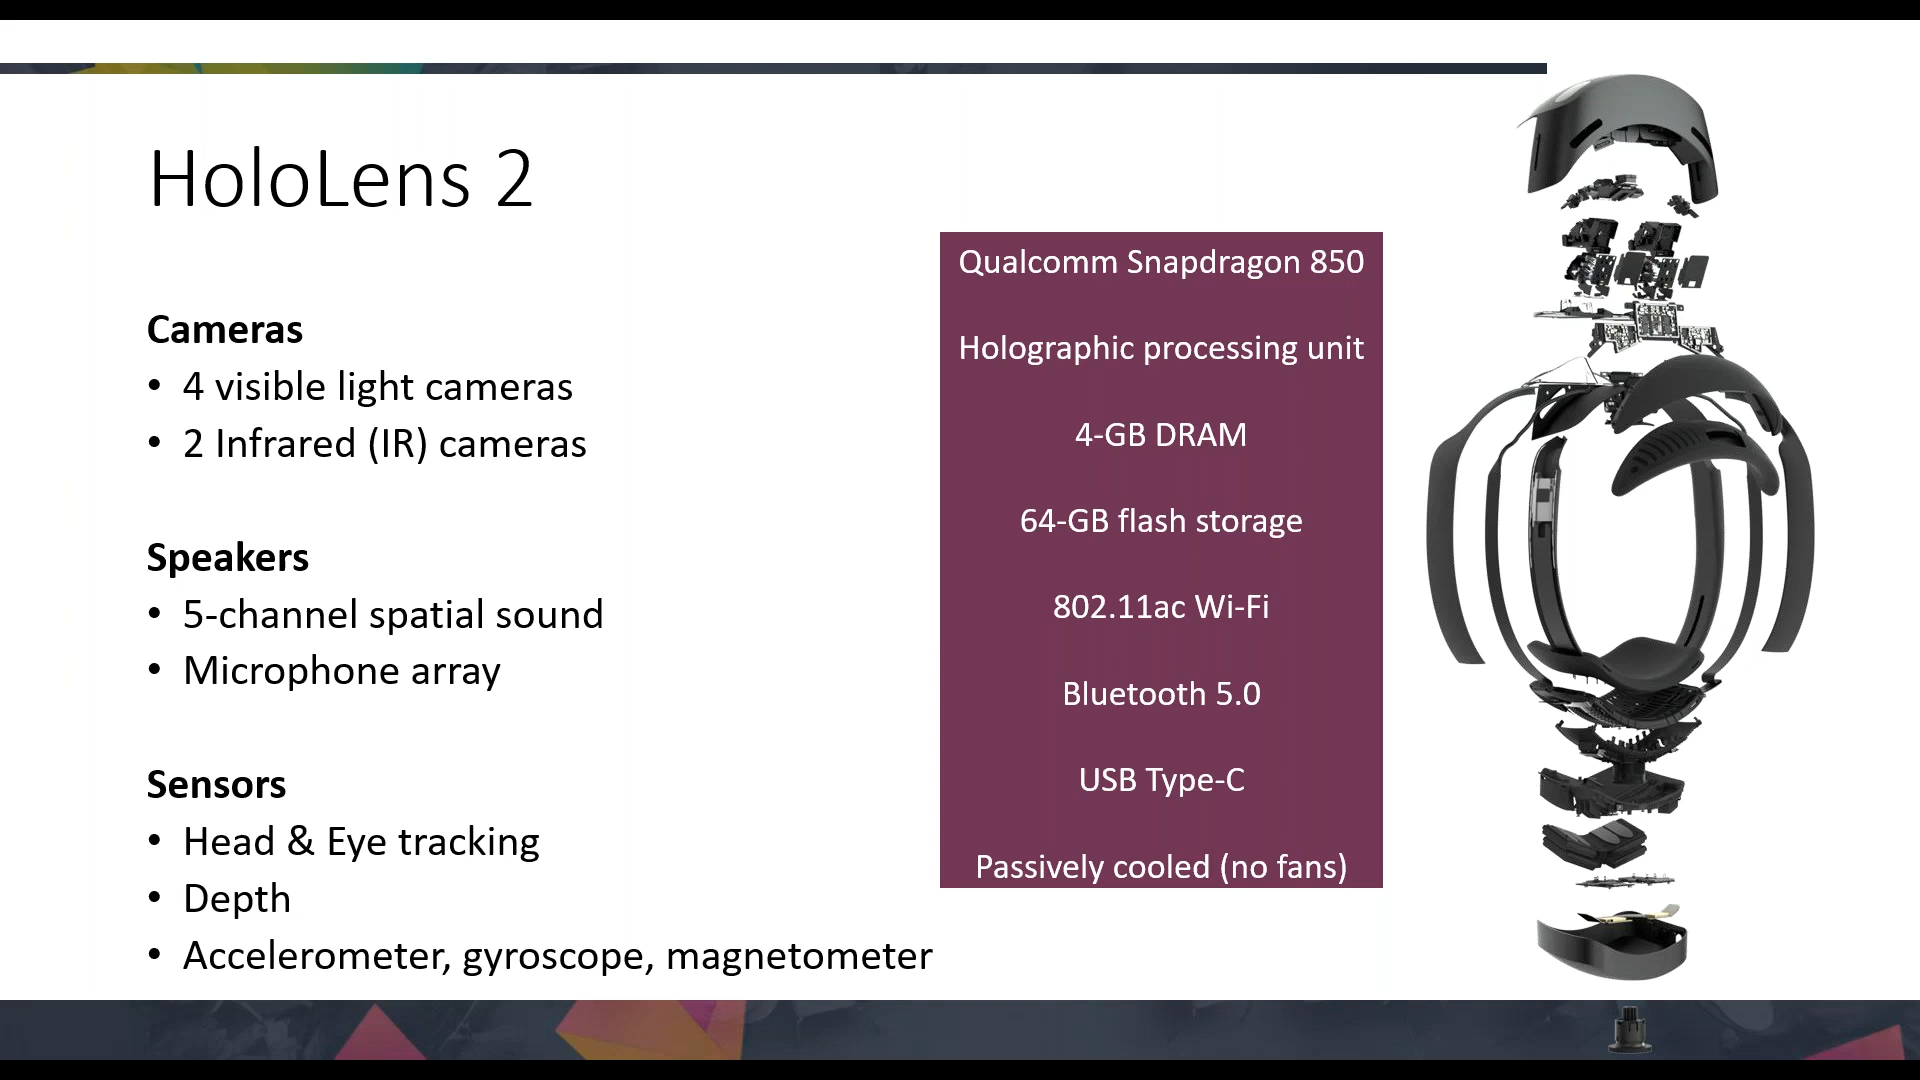 HoloLens 2
Cameras
• 4 visible light cameras
• 2 Infrared (IR) cameras
Speakers
• 5-channel spatial sound
• Microphone array
Sensors
• Head & Eye tracking
• Depth
• Accelerometer, gyroscope, magnetometer
Qualcomm Snapdragon 850
Holographic processing unit
4-GB DRAM
64-GB flash storage
802.11ac Wi-Fi
Bluetooth 5.0
USB Type-C
Passively cooled (no fans)